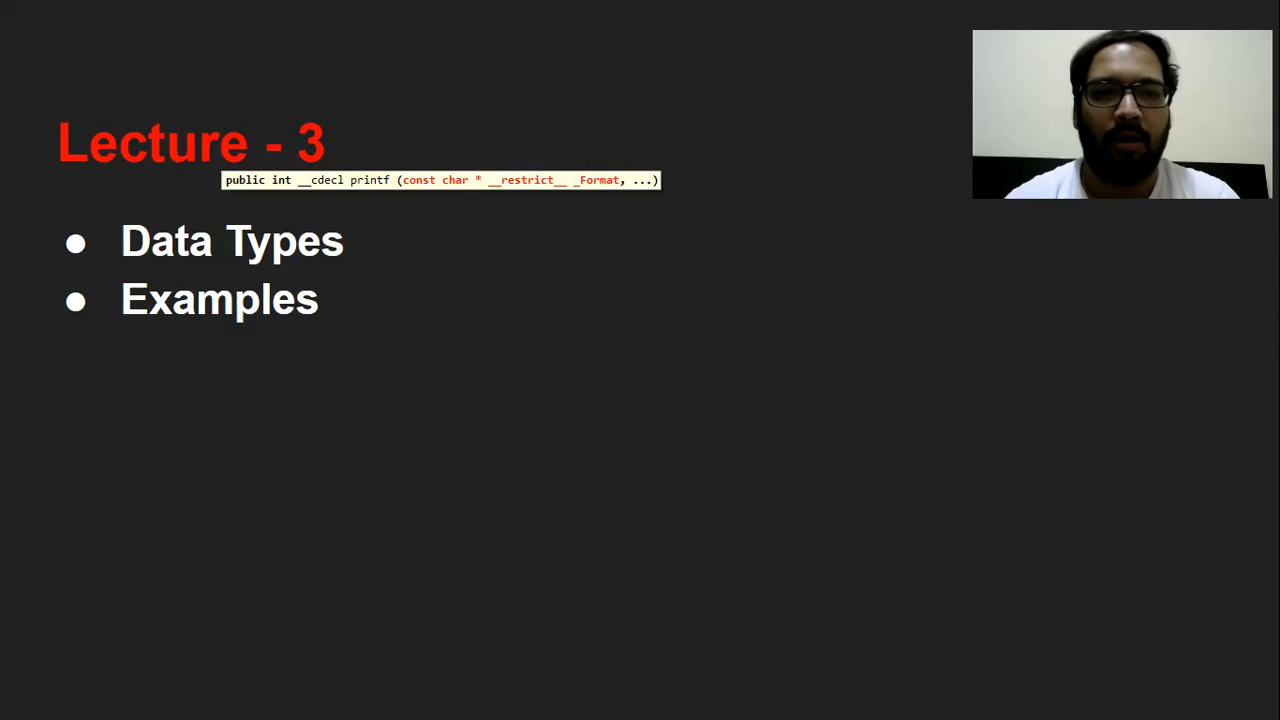 Lecture - 3
public int __cdecl printf (const char * __restrict__ _Format, ...)
● Data Types
● Examples